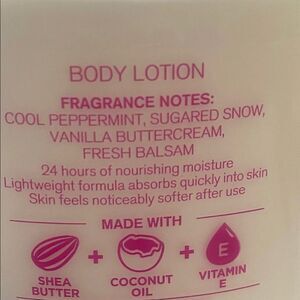 BODY LOTION
FRAGRANCE NOTES:
COOL PEPPERMINT, SUGARED SNOW,
VANILLA BUTTERCREAM,
FRESH BALSAM
24 hours of nourishing moisture
Lightweight formula absorbs quickly into skin
Skin feels noticeably softer after use
MADE WITH
+ + E
SHEA BUTTER
COCONUT OIL
VITAMIN E